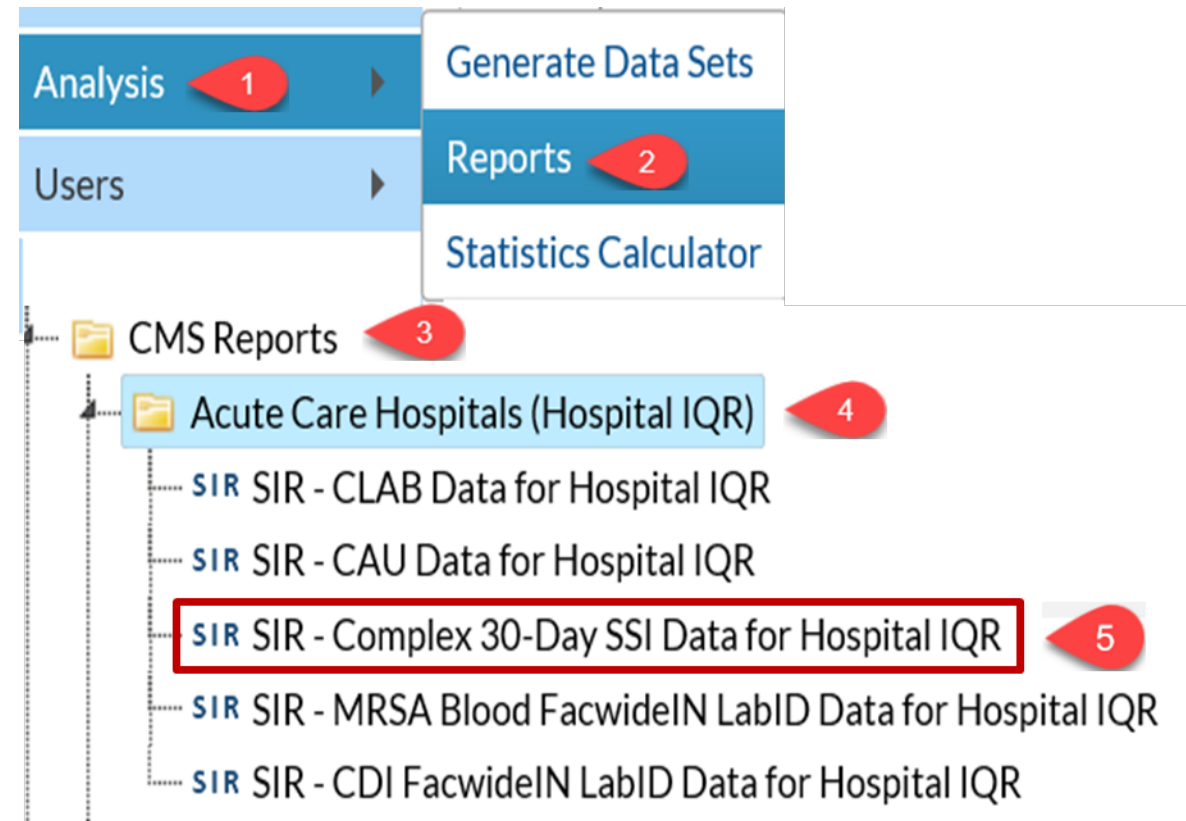 Analysis 1
Generate Data Sets
Reports 2
Users
Statistics Calculator
CMS Reports 3
Acute Care Hospitals (Hospital IQR) 4
SIR SIR - CLAB Data for Hospital IQR
SIR SIR - CAU Data for Hospital IQR
SIR SIR - Complex 30-Day SSI Data for Hospital IQR 5
SIR SIR - MRSA Blood FacwideIN LabID Data for Hospital IQR
SIR SIR - CDI FacwideIN LabID Data for Hospital IQR